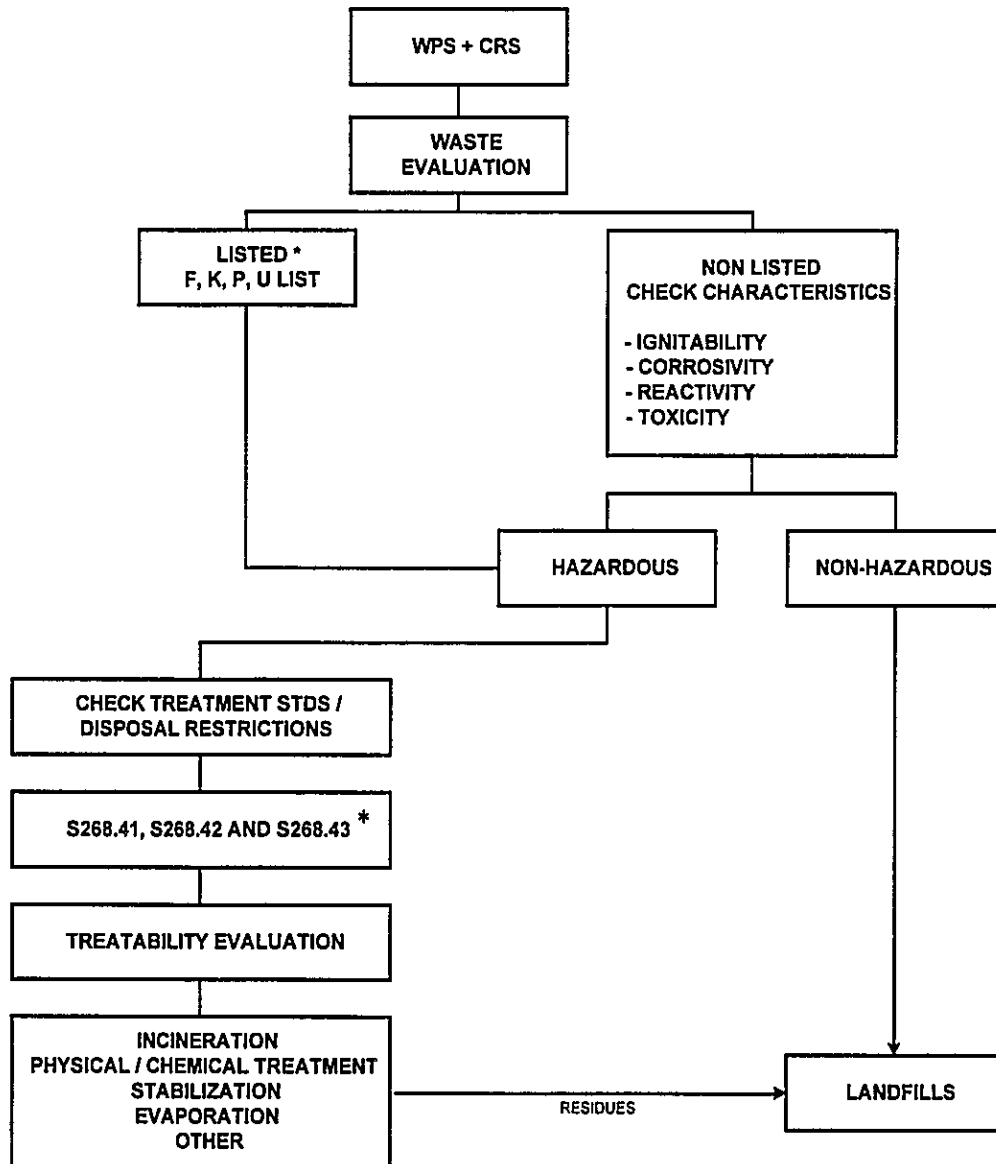 WPS + CRS
WASTE
EVALUATION
LISTED *
F, K, P, U LIST
NON LISTED
CHECK CHARACTERISTICS
- IGNITABILITY
- CORROSIVITY
- REACTIVITY
- TOXICITY
HAZARDOUS
NON-HAZARDOUS
CHECK TREATMENT STDS /
DISPOSAL RESTRICTIONS
S268.41, S268.42 AND S268.43 *
TREATABILITY EVALUATION
INCINERATION
PHYSICAL / CHEMICAL TREATMENT
STABILIZATION
EVAPORATION
OTHER
RESIDUES
LANDFILLS